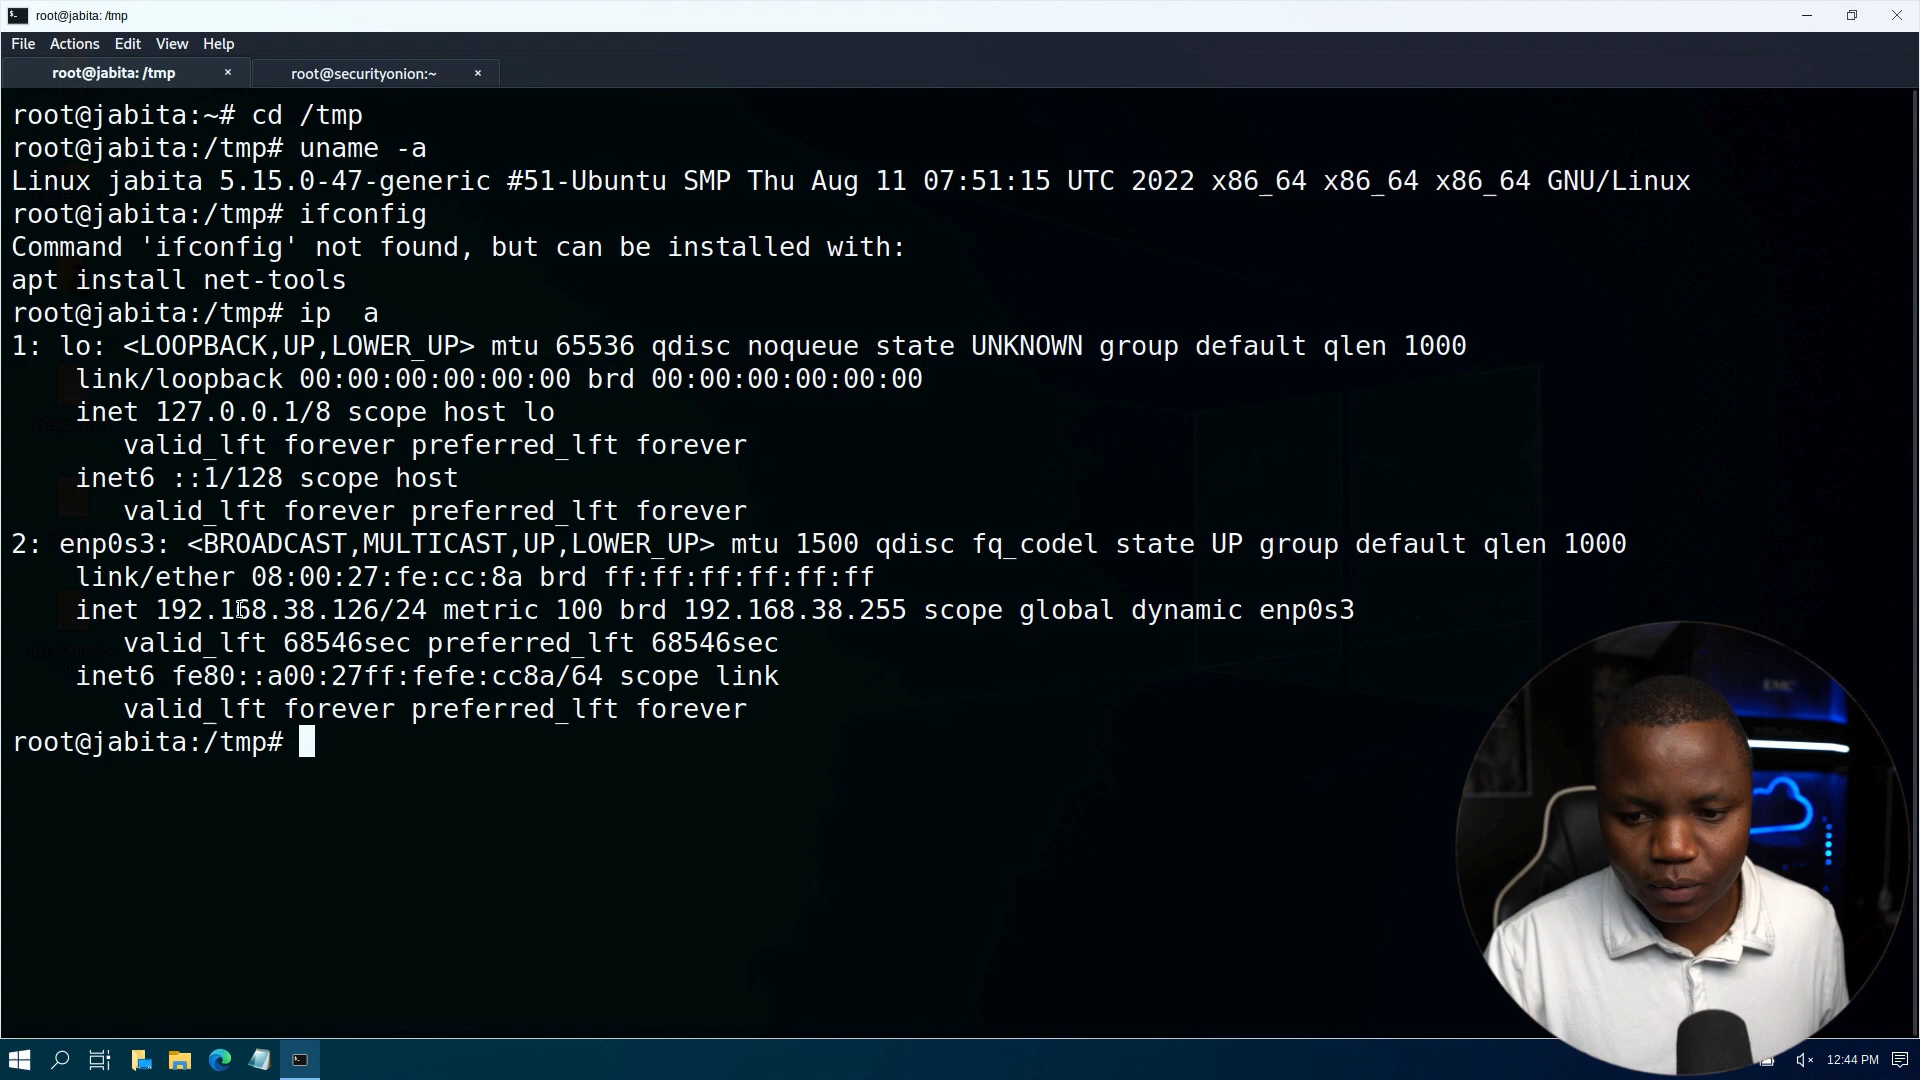 root@jabita: /tmp
File Actions Edit View Help
root@jabita: /tmp × root@securityonion:~ ×
root@jabita:~# cd /tmp
root@jabita:/tmp# uname -a
Linux jabita 5.15.0-47-generic #51-Ubuntu SMP Thu Aug 11 07:51:15 UTC 2022 x86_64 x86_64 x86_64 GNU/Linux
root@jabita:/tmp# ifconfig
Command 'ifconfig' not found, but can be installed with:
apt install net-tools
root@jabita:/tmp# ip  a
1: lo: <LOOPBACK,UP,LOWER_UP> mtu 65536 qdisc noqueue state UNKNOWN group default qlen 1000
    link/loopback 00:00:00:00:00:00 brd 00:00:00:00:00:00
    inet 127.0.0.1/8 scope host lo
       valid_lft forever preferred_lft forever
    inet6 ::1/128 scope host
       valid_lft forever preferred_lft forever
2: enp0s3: <BROADCAST,MULTICAST,UP,LOWER_UP> mtu 1500 qdisc fq_codel state UP group default qlen 1000
    link/ether 08:00:27:fe:cc:8a brd ff:ff:ff:ff:ff:ff
    inet 192.168.38.126/24 metric 100 brd 192.168.38.255 scope global dynamic enp0s3
       valid_lft 68546sec preferred_lft 68546sec
    inet6 fe80::a00:27ff:fefe:cc8a/64 scope link
       valid_lft forever preferred_lft forever
root@jabita:/tmp#
12:44 PM